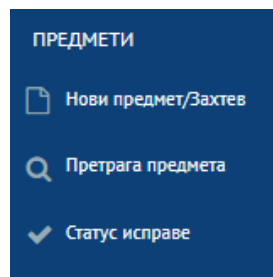 ПРЕДМЕТИ
Нови предмет/Захтев
Претрага предмета
Статус исправе